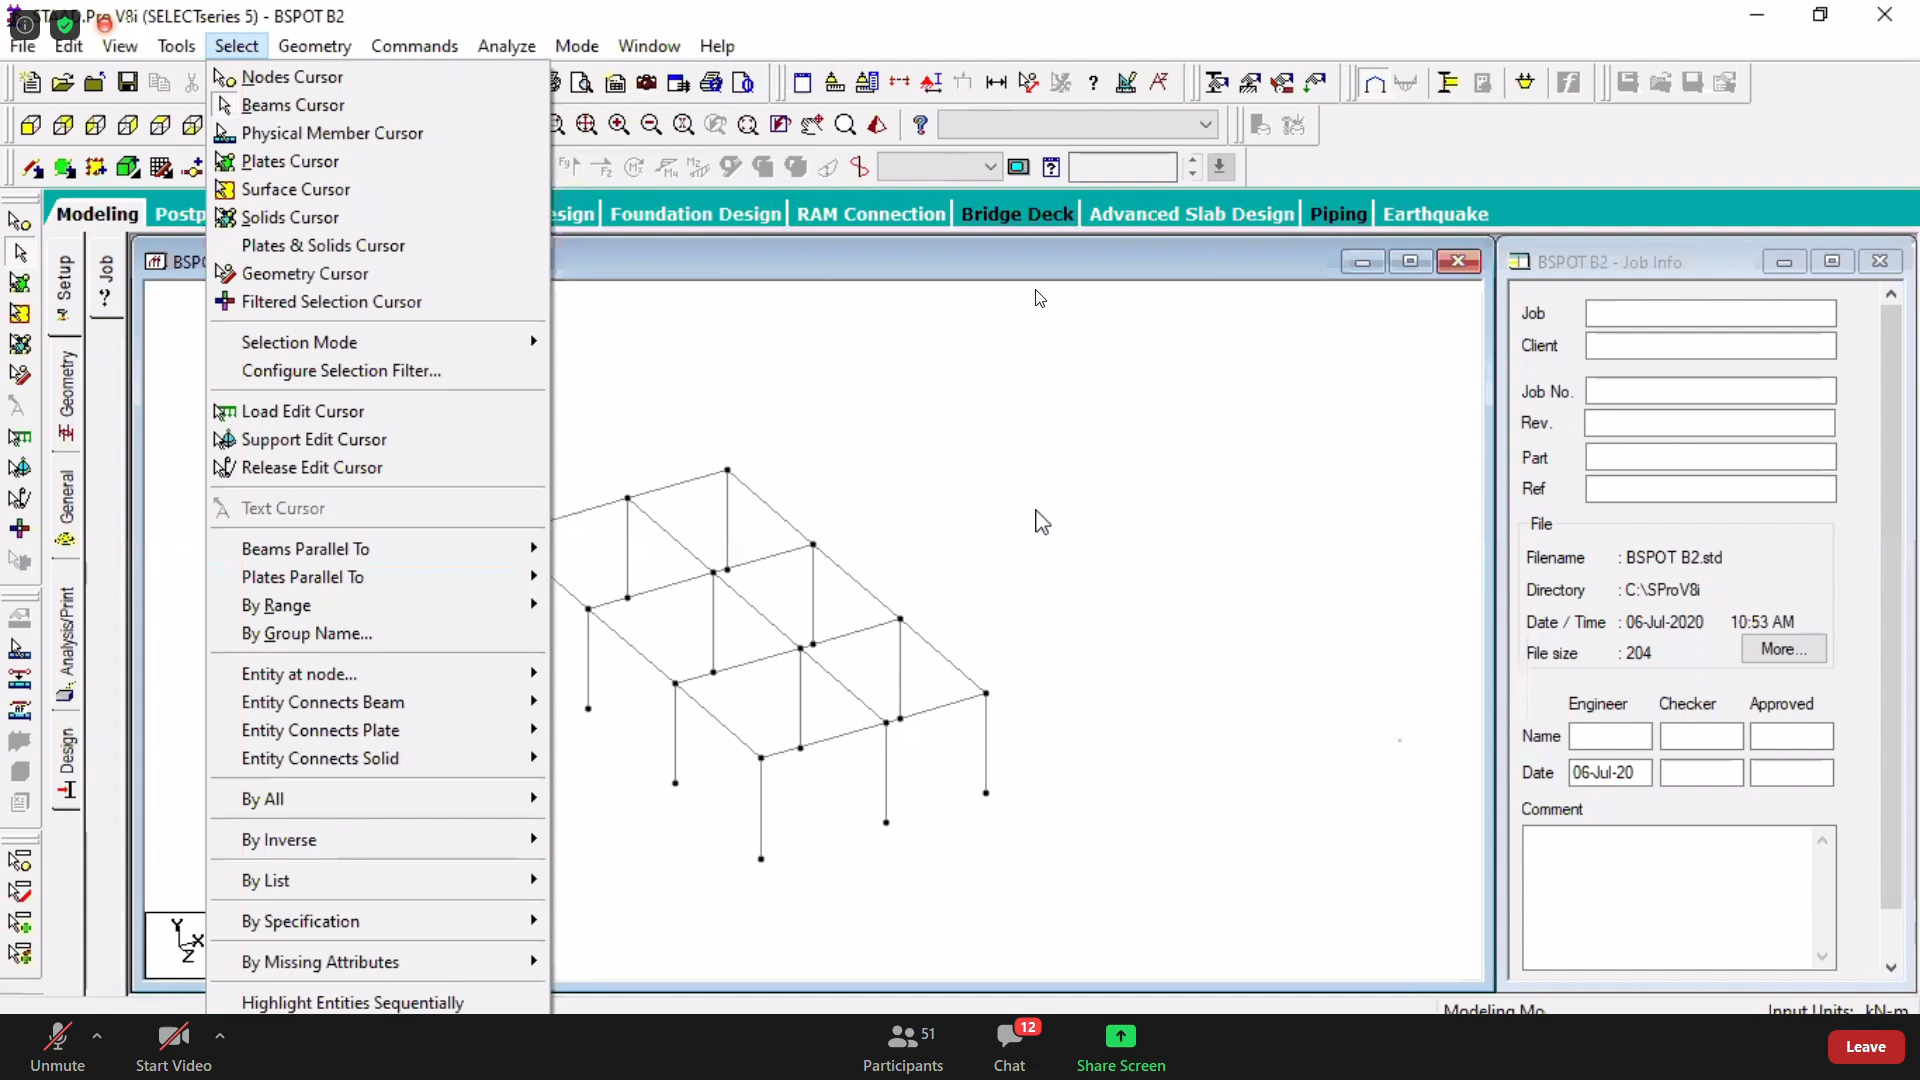 STAAD.Pro V8i (SELECTseries 5) - BSPOT B2
File Edit View Tools Select Geometry Commands Analyze Mode Window Help
Nodes Cursor
Beams Cursor
Physical Member Cursor
Plates Cursor
Surface Cursor
Solids Cursor
Plates & Solids Cursor
Geometry Cursor
Filtered Selection Cursor
Selection Mode
Configure Selection Filter...
Load Edit Cursor
Support Edit Cursor
Release Edit Cursor
Text Cursor
Beams Parallel To
Plates Parallel To
By Range
By Group Name...
Entity at node...
Entity Connects Beam
Entity Connects Plate
Entity Connects Solid
By All
By Inverse
By List
By Specification
By Missing Attributes
Highlight Entities Sequentially
Modeling Postp esign Foundation Design RAM Connection Bridge Deck Advanced Slab Design Piping Earthquake
Setup
Geometry
General
Analysis/Print
Design
Job
BSPO
Y
X
Z
BSPOT B2 - Job Info
Job
Client
Job No.
Rev.
Part
Ref
File
Filename : BSPOT B2.std
Directory : C:\SProV8i
Date / Time : 06-Jul-2020 10:53 AM
File size : 204 More...
Engineer Checker Approved
Name
Date 06-Jul-20
Comment
Modeling Mo Input Units: kN-m
51 12
Unmute Start Video Participants Chat Share Screen Leave